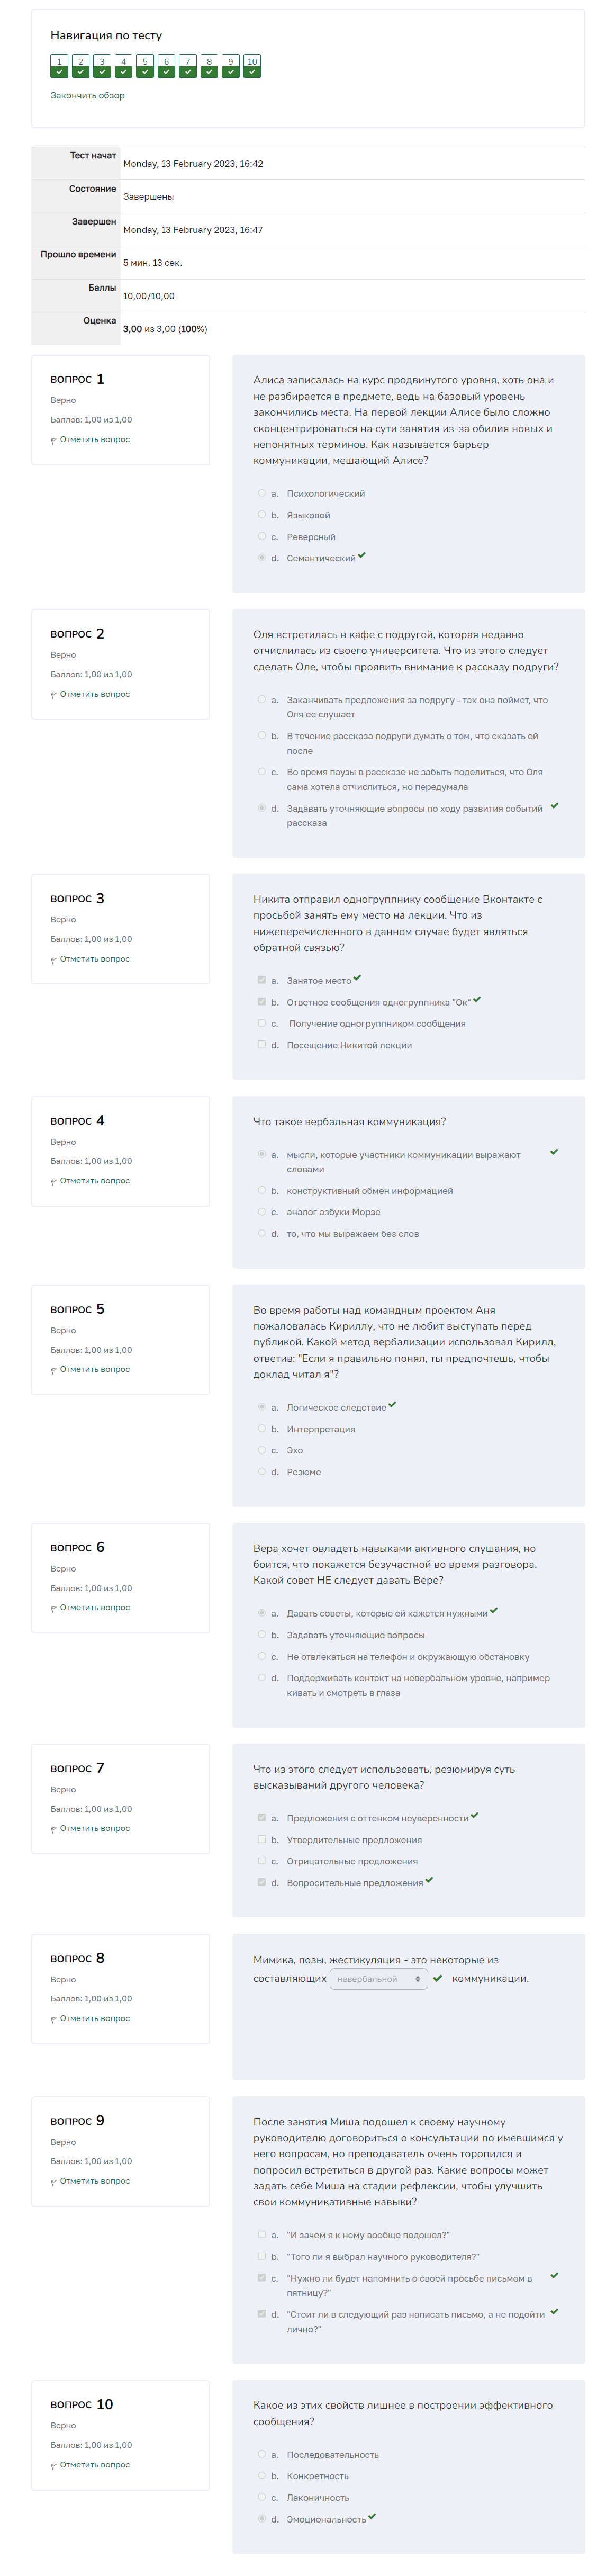 Навигация по тесту
1 2 3 4 5 6 7 8 9 10
Закончить обзор
Тест начат Monday, 13 February 2023, 16:42
Состояние Завершены
Завершен Monday, 13 February 2023, 16:47
Прошло времени 5 мин. 13 сек.
Баллы 10,00/10,00
Оценка 3,00 из 3,00 (100%)
ВОПРОС 1
Верно
Баллов: 1,00 из 1,00
Отметить вопрос
Алиса записалась на курс продвинутого уровня, хоть она и
не разбирается в предмете, ведь на базовый уровень
закончились места. На первой лекции Алисе было сложно
сконцентрироваться на сути занятия из-за обилия новых и
непонятных терминов. Как называется барьер
коммуникации, мешающий Алисе?
a. Психологический
b. Языковой
c. Реверсный
d. Семантический
ВОПРОС 2
Верно
Баллов: 1,00 из 1,00
Отметить вопрос
Оля встретилась в кафе с подругой, которая недавно
отчислилась из своего университета. Что из этого следует
сделать Оле, чтобы проявить внимание к рассказу подруги?
a. Заканчивать предложения за подругу - так она поймет, что
Оля ее слушает
b. В течение рассказа подруги думать о том, что сказать ей
после
c. Во время паузы в рассказе не забыть поделиться, что Оля
сама хотела отчислиться, но передумала
d. Задавать уточняющие вопросы по ходу развития событий
рассказа
ВОПРОС 3
Верно
Баллов: 1,00 из 1,00
Отметить вопрос
Никита отправил одногруппнику сообщение Вконтакте с
просьбой занять ему место на лекции. Что из
нижеперечисленного в данном случае будет являться
обратной связью?
a. Занятое место
b. Ответное сообщения одногруппника "Ок"
c. Получение одногруппником сообщения
d. Посещение Никитой лекции
ВОПРОС 4
Верно
Баллов: 1,00 из 1,00
Отметить вопрос
Что такое вербальная коммуникация?
a. мысли, которые участники коммуникации выражают
словами
b. конструктивный обмен информацией
c. аналог азбуки Морзе
d. то, что мы выражаем без слов
ВОПРОС 5
Верно
Баллов: 1,00 из 1,00
Отметить вопрос
Во время работы над командным проектом Аня
пожаловалась Кириллу, что не любит выступать перед
публикой. Какой метод вербализации использовал Кирилл,
ответив: "Если я правильно понял, ты предпочтешь, чтобы
доклад читал я"?
a. Логическое следствие
b. Интерпретация
c. Эхо
d. Резюме
ВОПРОС 6
Верно
Баллов: 1,00 из 1,00
Отметить вопрос
Вера хочет овладеть навыками активного слушания, но
боится, что покажется безучастной во время разговора.
Какой совет НЕ следует давать Вере?
a. Давать советы, которые ей кажется нужными
b. Задавать уточняющие вопросы
c. Не отвлекаться на телефон и окружающую обстановку
d. Поддерживать контакт на невербальном уровне, например
кивать и смотреть в глаза
ВОПРОС 7
Верно
Баллов: 1,00 из 1,00
Отметить вопрос
Что из этого следует использовать, резюмируя суть
высказываний другого человека?
a. Предложения с оттенком неуверенности
b. Утвердительные предложения
c. Отрицательные предложения
d. Вопросительные предложения
ВОПРОС 8
Верно
Баллов: 1,00 из 1,00
Отметить вопрос
Мимика, позы, жестикуляция - это некоторые из
составляющих невербальной коммуникации.
ВОПРОС 9
Верно
Баллов: 1,00 из 1,00
Отметить вопрос
После занятия Миша подошел к своему научному
руководителю договориться о консультации по имевшимся у
него вопросам, но преподаватель очень торопился и
попросил встретиться в другой раз. Какие вопросы может
задать себе Миша на стадии рефлексии, чтобы улучшить
свои коммуникативные навыки?
a. "И зачем я к нему вообще подошел?"
b. "Того ли я выбрал научного руководителя?"
c. "Нужно ли будет напомнить о своей просьбе письмом в
пятницу?"
d. "Стоит ли в следующий раз написать письмо, а не подойти
лично?"
ВОПРОС 10
Верно
Баллов: 1,00 из 1,00
Отметить вопрос
Какое из этих свойств лишнее в построении эффективного
сообщения?
a. Последовательность
b. Конкретность
c. Лаконичность
d. Эмоциональность